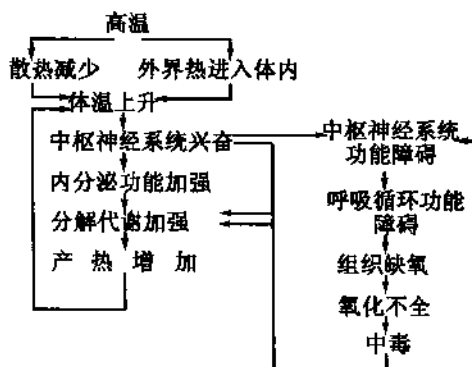 高温
散热减少 外界热进入体内
体温上升
中枢神经系统兴奋
内分泌功能加强
分解代谢加强
产热增加
中枢神经系统
功能障碍
呼吸循环功能
障碍
组织缺氧
氧化不全
中毒